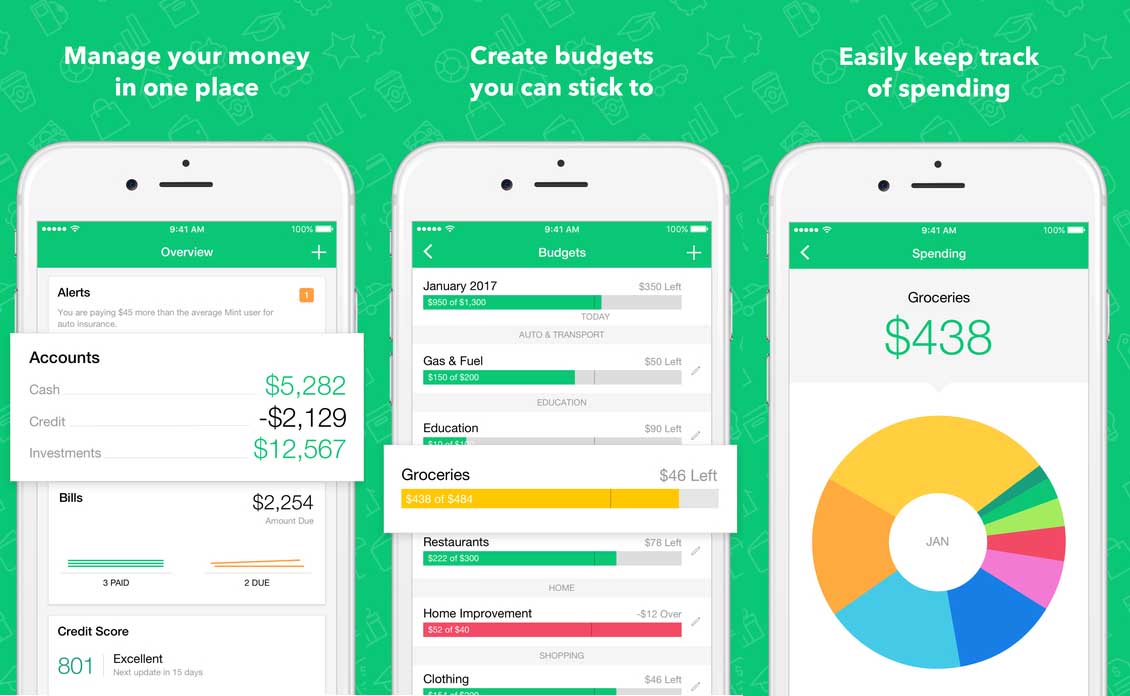 Manage your money
in one place
9:41 AM
100%
Overview
Alerts
1
You are paying $45 more than the average Mint user for
auto insurance.
Accounts
Cash
$5,282
Credit
-$2,129
Investments
$12,567
Bills
$2,254
Amount Due
3 PAID
2 DUE
Credit Score
801
Excellent
Next update in 15 days
Create budgets
you can stick to
9:41 AM
100%
Budgets
January 2017
$350 Left
$950 of $1,300
TODAY
AUTO & TRANSPORT
Gas & Fuel
$50 Left
$150 of $200
EDUCATION
Education
$90 Left
Groceries
$46 Left
$438 of $484
Restaurants
$78 Left
$222 of $300
HOME
Home Improvement
-$12 Over
$52 of $40
SHOPPING
Clothing
$46 Left
Easily keep track
of spending
9:41 AM
100%
Spending
Groceries
$438
JAN